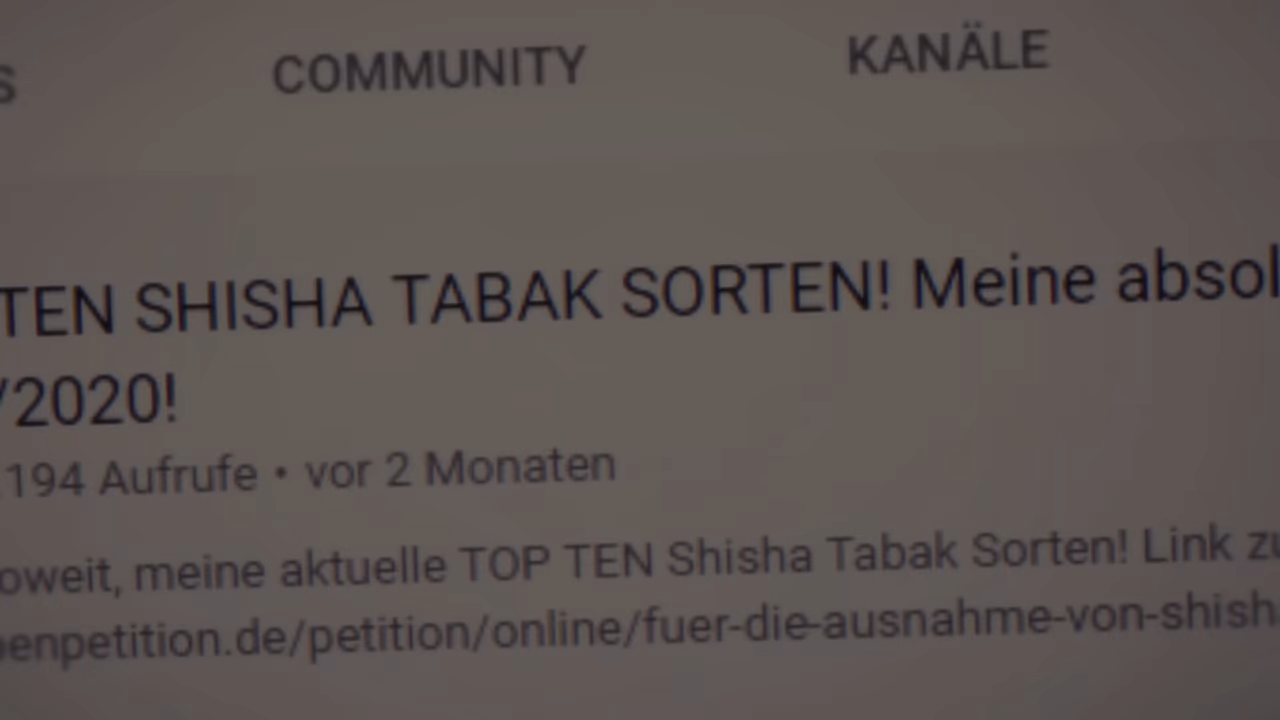 S COMMUNITY KANÄLE
TEN SHISHA TABAK SORTEN! Meine absol
/2020!
.194 Aufrufe • vor 2 Monaten
oweit, meine aktuelle TOP TEN Shisha Tabak Sorten! Link zu
enpetition.de/petition/online/fuer-die-ausnahme-von-shish